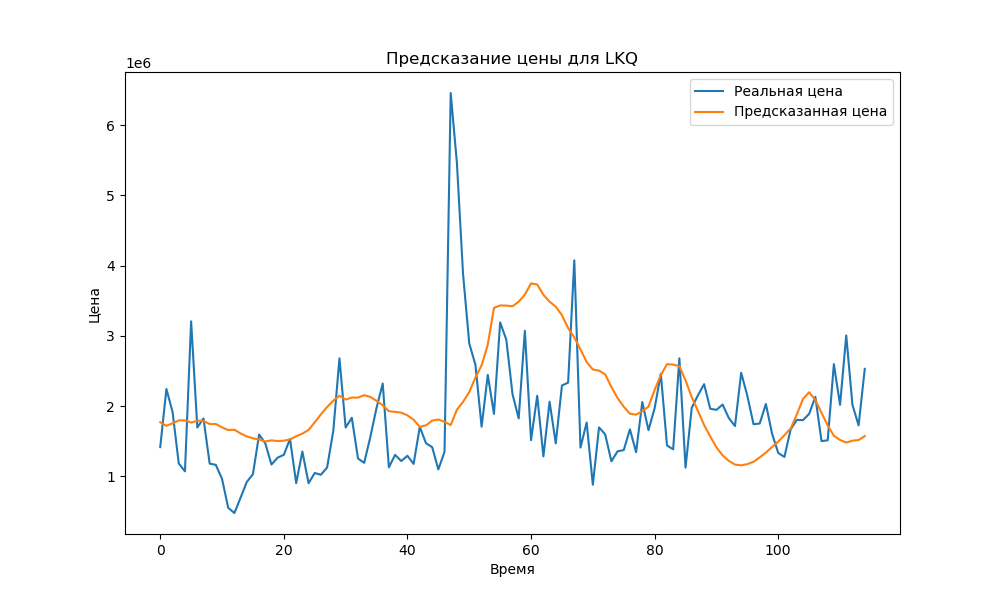 Предсказание цены для LKQ
1e6
Реальная цена
Предсказанная цена
6
5
4
3
2
1
Цена
0 20 40 60 80 100
Время